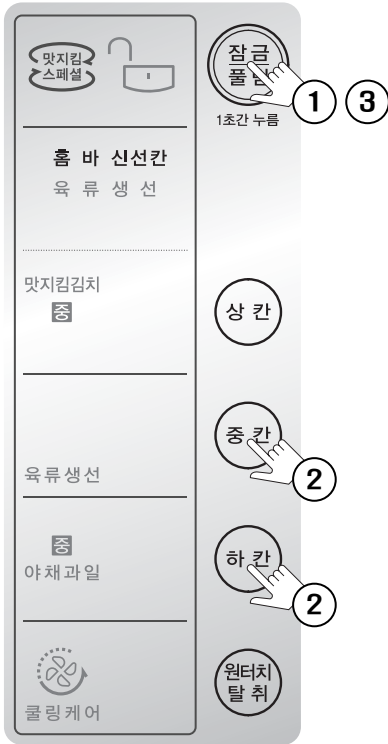 맛지킴
스페셜
잠금
풀림
① ③
1초간 누름
홈 바 신선칸
육 류 생 선
맛지킴김치
중
상 칸
중 칸
②
육류생선
중
야채과일
하 칸
②
쿨링케어
원터치
탈 취